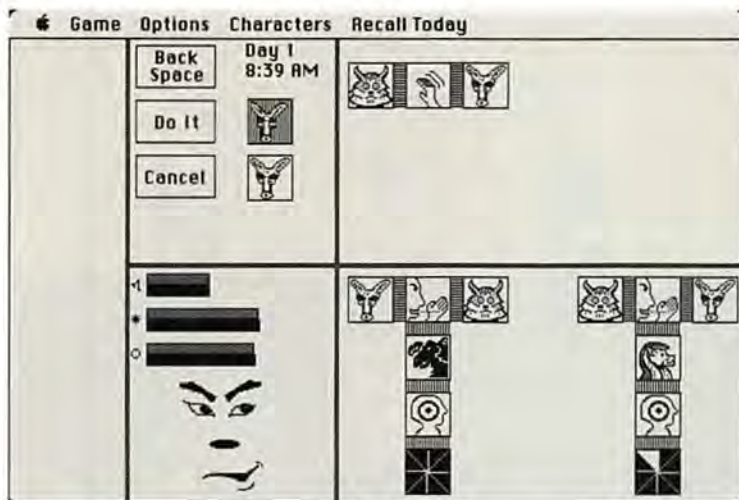 Game Options Characters Recall Today
Back
Space
Day 1
8:39 AM
Do It
Cancel